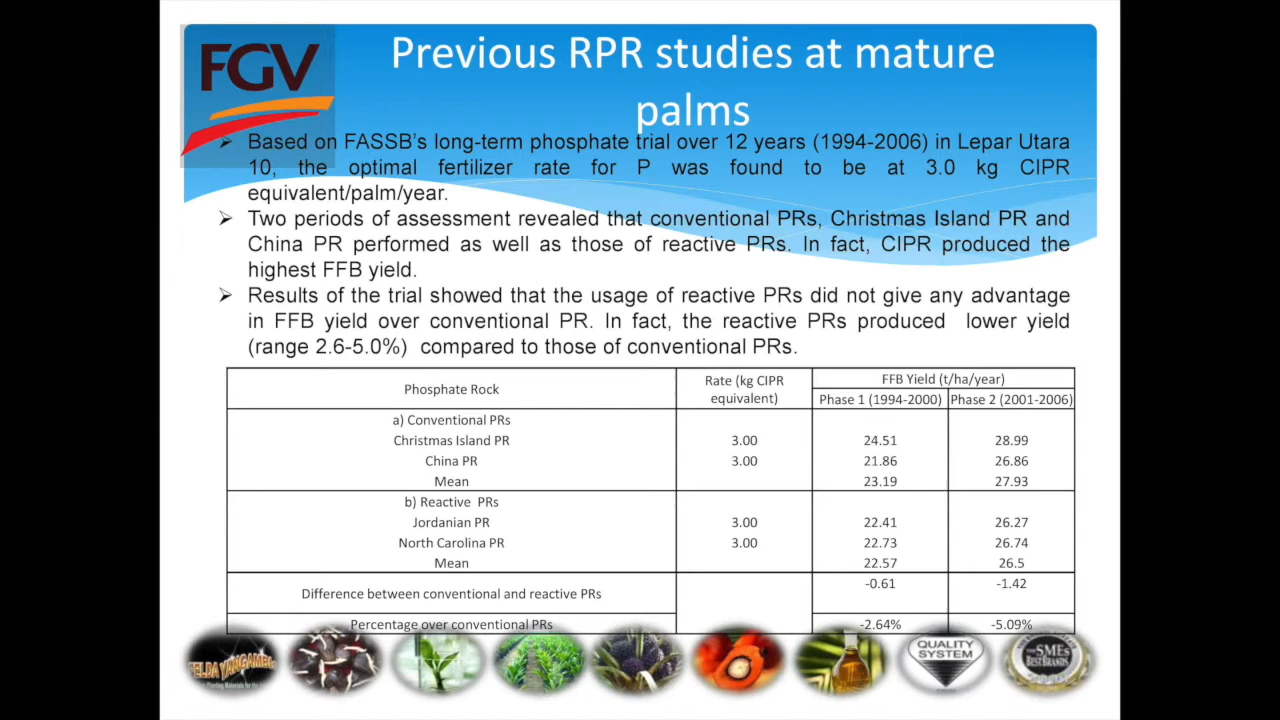 FGV
Previous RPR studies at mature
palms
➢ Based on FASSB's long-term phosphate trial over 12 years (1994-2006) in Lepar Utara
10, the optimal fertilizer rate for P was found to be at 3.0 kg CIPR
equivalent/palm/year.
➢ Two periods of assessment revealed that conventional PRs, Christmas Island PR and
China PR performed as well as those of reactive PRs. In fact, CIPR produced the
highest FFB yield.
➢ Results of the trial showed that the usage of reactive PRs did not give any advantage
in FFB yield over conventional PR. In fact, the reactive PRs produced lower yield
(range 2.6-5.0%) compared to those of conventional PRs.
Phosphate Rock Rate (kg CIPR equivalent) FFB Yield (t/ha/year)
Phase 1 (1994-2000) Phase 2 (2001-2006)
a) Conventional PRs
Christmas Island PR 3.00 24.51 28.99
China PR 3.00 21.86 26.86
Mean 23.19 27.93
b) Reactive PRs
Jordanian PR 3.00 22.41 26.27
North Carolina PR 3.00 22.73 26.74
Mean 22.57 26.5
Difference between conventional and reactive PRs -0.61 -1.42
Percentage over conventional PRs -2.64% -5.09%
QUALITY
SYSTEM
THE SMEs
BEST BRANDS